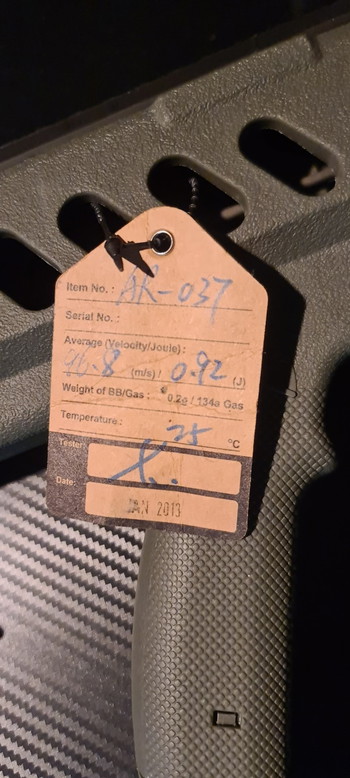 Item No. : AR-037
Serial No. :
Average (Velocity/Joule) :
96.8 (m/s) / 0.92 (J)
Weight of BB/Gas : 0.2g / 134a Gas
Temperature : 25 °C
Tester:
Date: JAN 2013